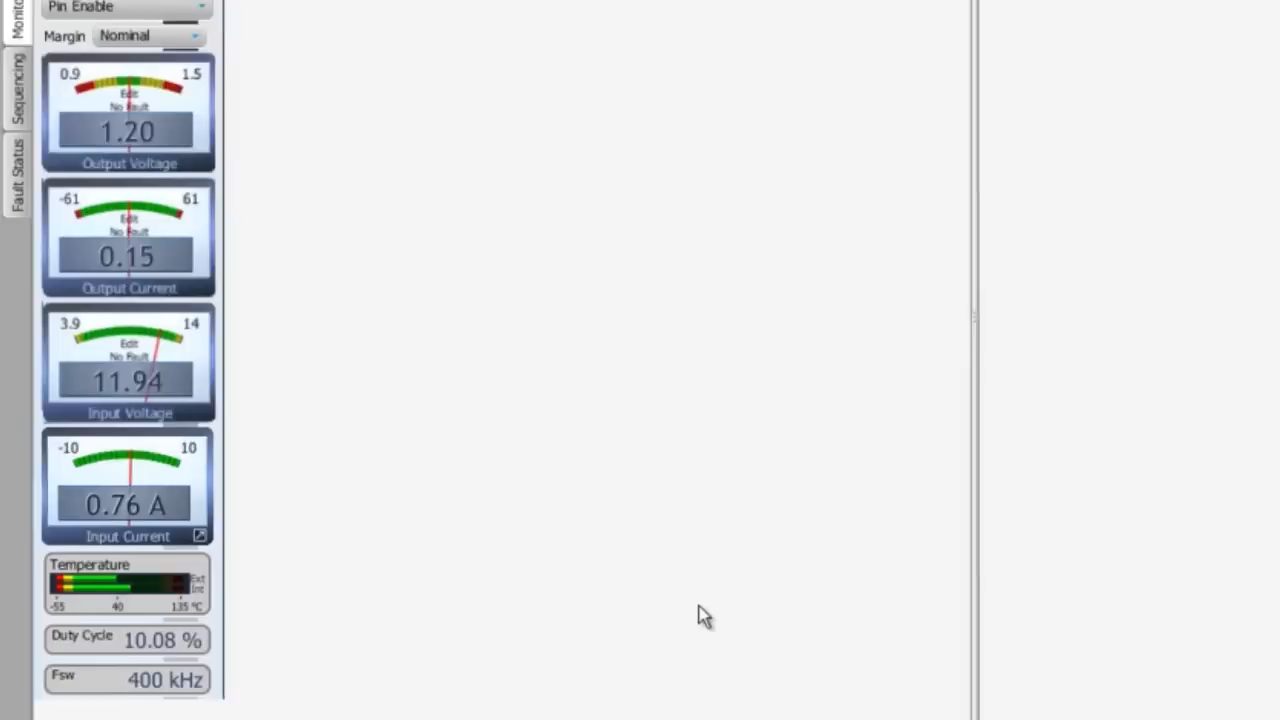 Monito
Pin Enable
Margin Nominal
Sequencing
Fault Status
0.9 1.5
Edit
No Fault
1.20
Output Voltage
-61 61
Edit
No Fault
0.15
Output Current
3.9 14
Edit
No Fault
11.94
Input Voltage
-10 10
0.76 A
Input Current
Temperature
Ext
Int
-55 40 135 °C
Duty Cycle 10.08 %
Fsw 400 kHz